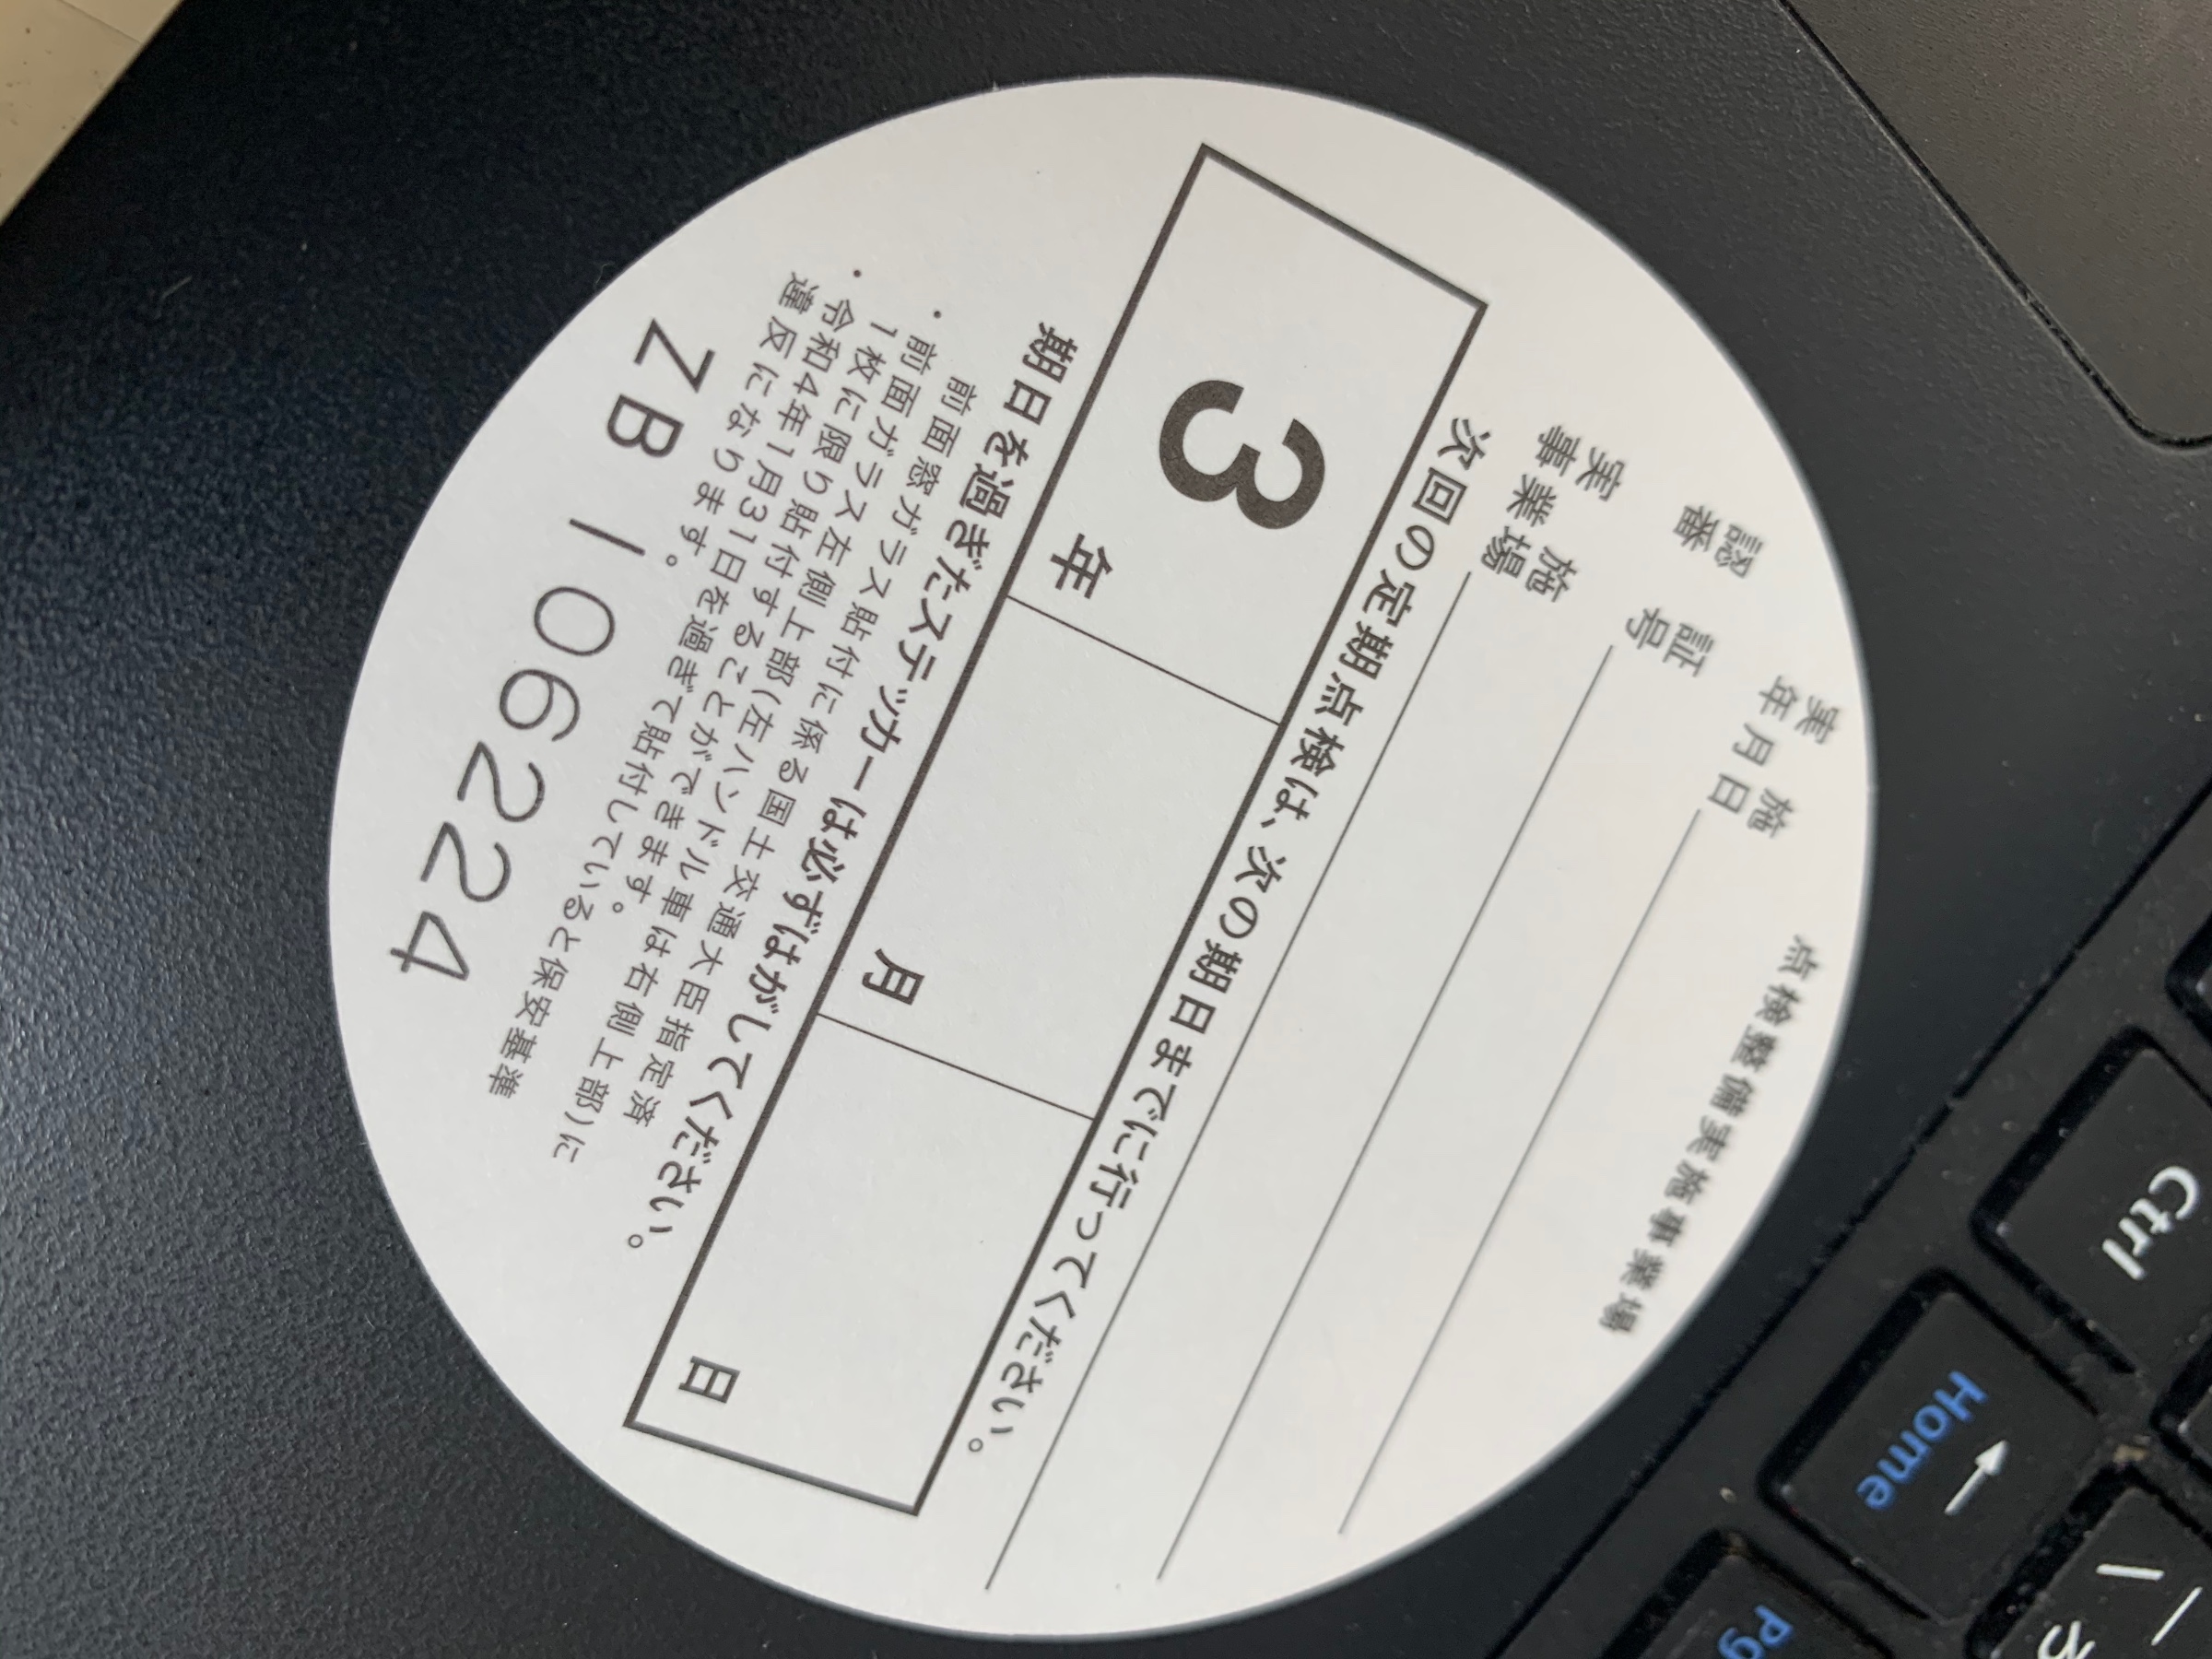 点検整備実施事業場
実施
年月日
認証
番号
実施
事業場
次回の定期点検は、次の期日までに行ってください。
3 年 月 日
期日を過ぎたステッカーは必ずはがしてください。
前面窓ガラス貼付に係る国土交通大臣指定済
・前面ガラス左側上部(左ハンドル車は右側上部)に
1枚に限り貼付することができます。
・令和4年1月31日を過ぎて貼付していると保安基準
違反になります。
ZB-06224
Ctrl
Home ←
Pg
\
ろ